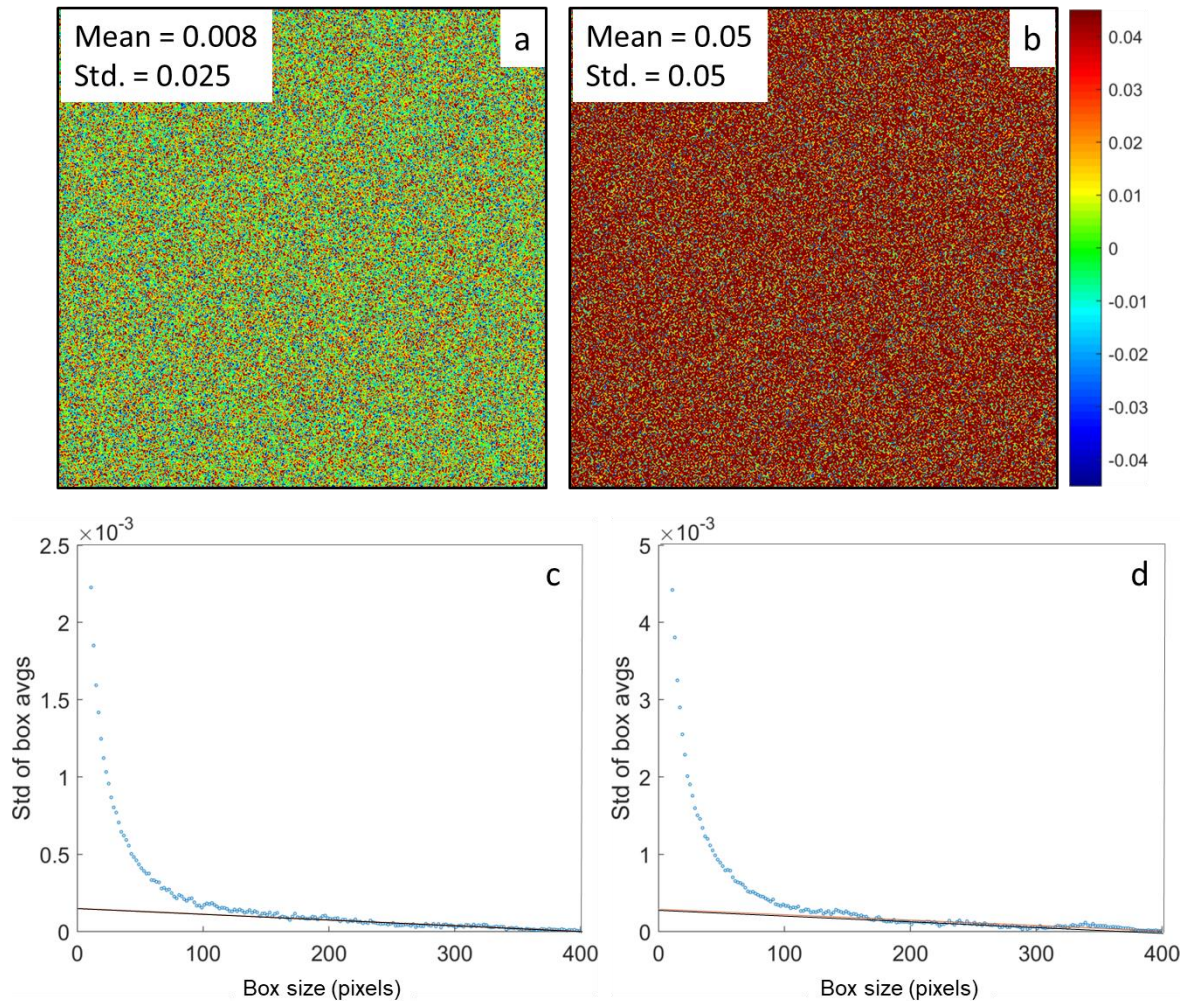 Mean = 0.008
Std. = 0.025
a
Mean = 0.05
Std. = 0.05
b
0.04
0.03
0.02
0.01
0
-0.01
-0.02
-0.03
-0.04
×10-3
2.5
2
1.5
1
0.5
0
0
100
200
300
400
Std of box avgs
Box size (pixels)
c
×10-3
5
4
3
2
1
0
0
100
200
300
400
Std of box avgs
Box size (pixels)
d